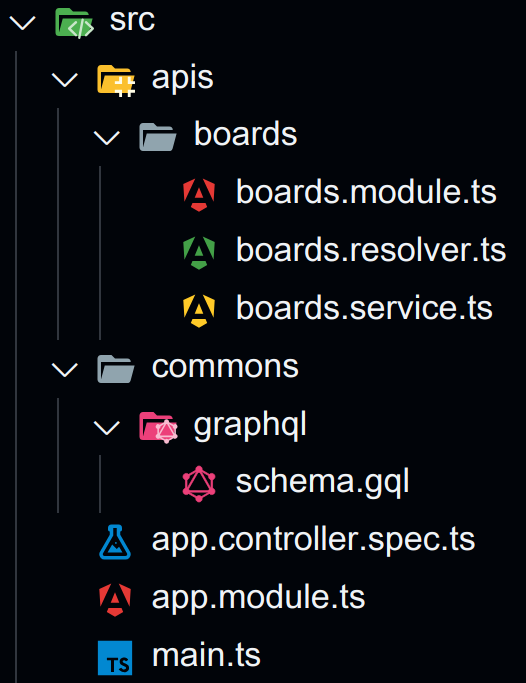 src
apis
boards
boards.module.ts
boards.resolver.ts
boards.service.ts
commons
graphql
schema.gql
app.controller.spec.ts
app.module.ts
TS main.ts